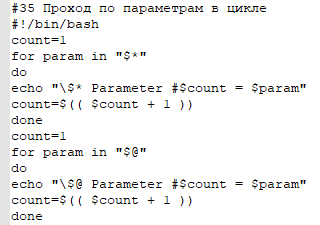 #35 Проход по параметрам в цикле
#!/bin/bash
count=1
for param in "$*"
do
echo "\$* Parameter #$count = $param"
count=$(( $count + 1 ))
done
count=1
for param in "$@"
do
echo "\$@ Parameter #$count = $param"
count=$(( $count + 1 ))
done